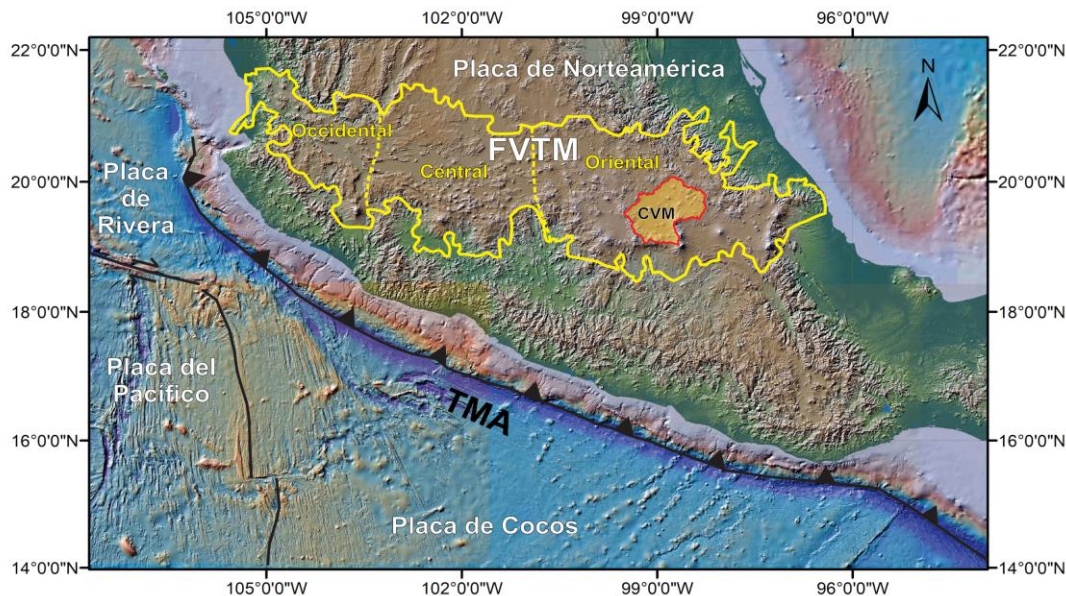 105°0'0"W 102°0'0"W 99°0'0"W 96°0'0"W
22°0'0"N 22°0'0"N
Placa de Norteamérica
N
Occidental
FVTM
Central
Oriental
20°0'0"N 20°0'0"N
Placa
de
Rivera
CVM
18°0'0"N 18°0'0"N
Placa del
Pacífico
TMA
16°0'0"N 16°0'0"N
Placa de Cocos
14°0'0"N 14°0'0"N
105°0'0"W 102°0'0"W 99°0'0"W 96°0'0"W